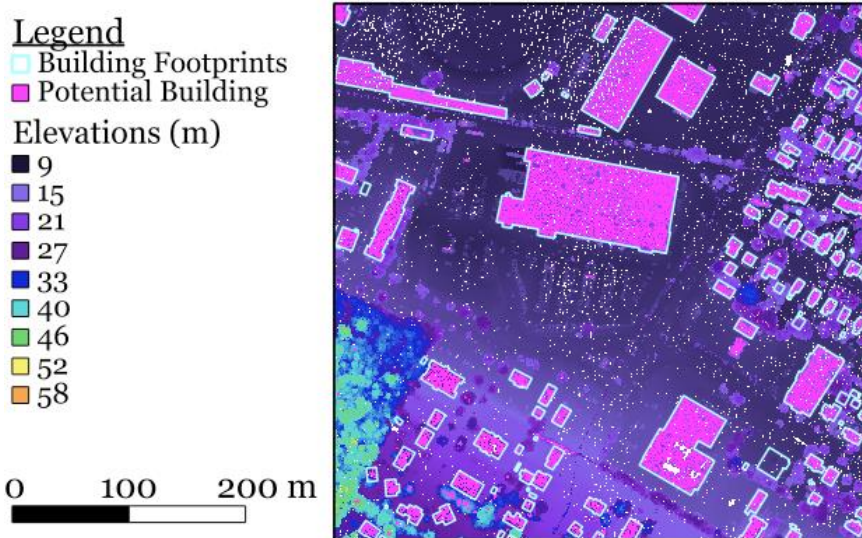 Legend
Building Footprints
Potential Building
Elevations (m)
9
15
21
27
33
40
46
52
58
0 100 200 m